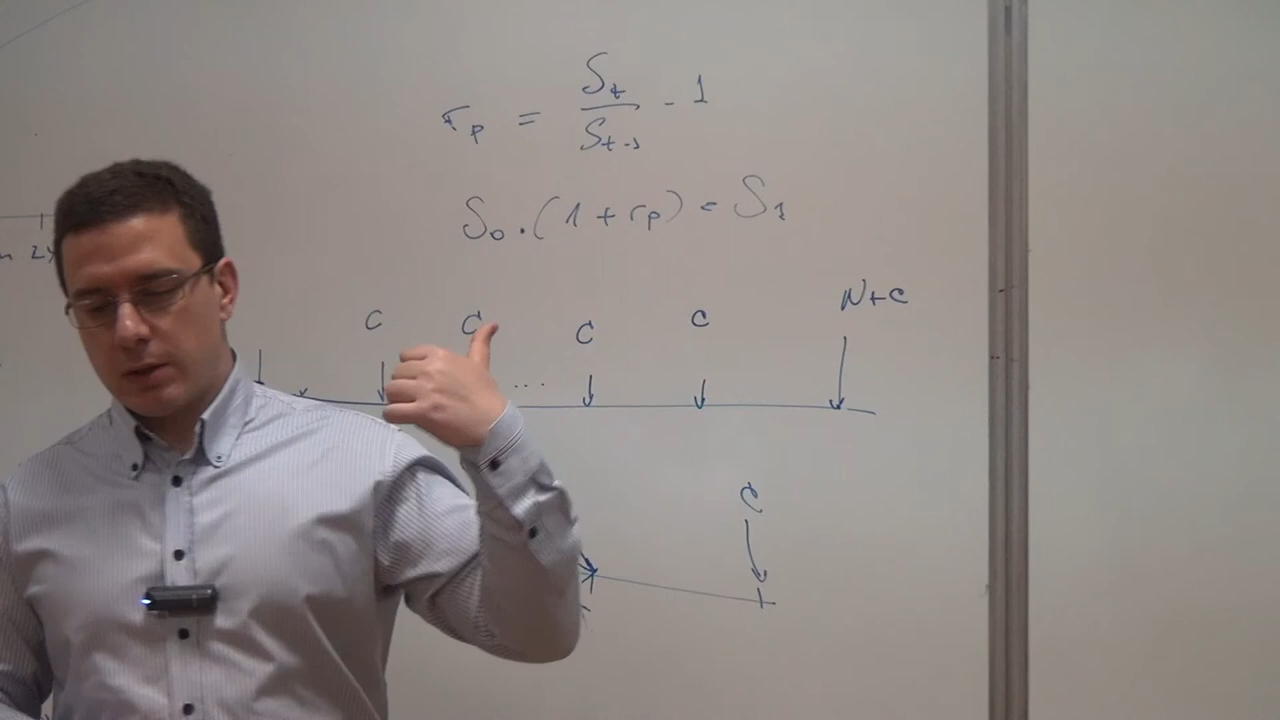 r_p = S_t / S_{t-1} - 1
S_0 · (1 + r_p) = S_1
C C C C N+C
...
C